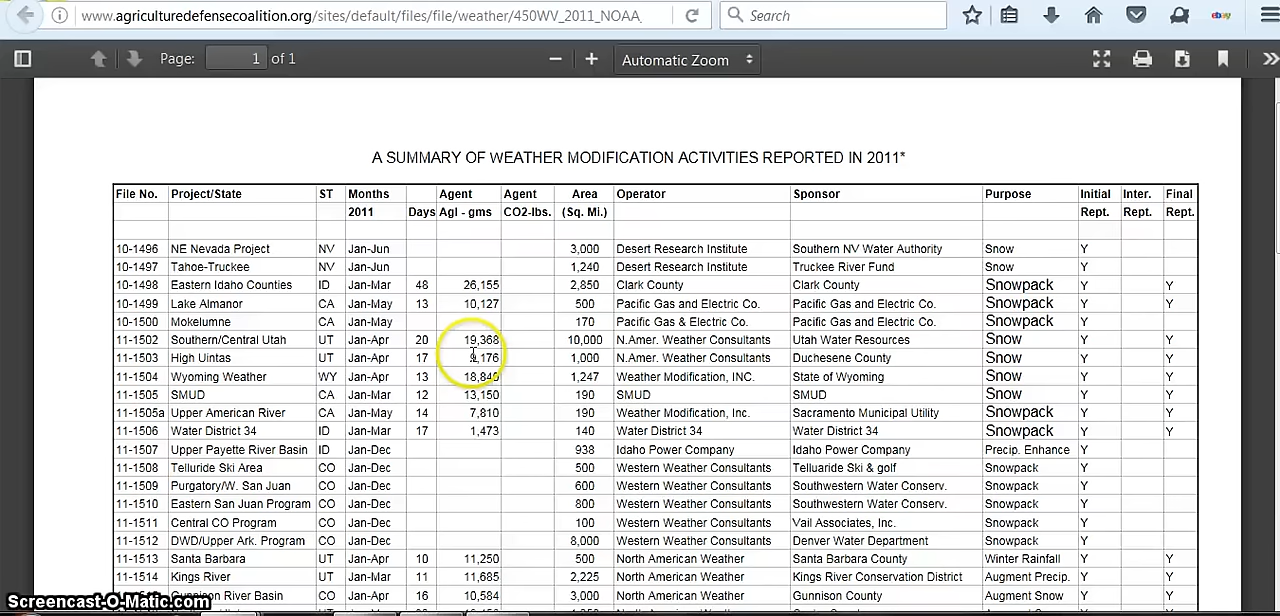 www.agriculturedefensecoalition.org/sites/default/files/file/weather/450WV_2011_NOAA_ Search ebay
Page: 1 of 1 Automatic Zoom
A SUMMARY OF WEATHER MODIFICATION ACTIVITIES REPORTED IN 2011*
File No. Project/State ST Months Agent Agent Area Operator Sponsor Purpose Initial Inter. Final
2011 Days AgI - gms CO2-lbs. (Sq. Mi.) Rept. Rept. Rept.
10-1496 NE Nevada Project NV Jan-Jun 3,000 Desert Research Institute Southern NV Water Authority Snow Y
10-1497 Tahoe-Truckee NV Jan-Jun 1,240 Desert Research Institute Truckee River Fund Snow Y
10-1498 Eastern Idaho Counties ID Jan-Mar 48 26,155 2,850 Clark County Clark County Snowpack Y Y
10-1499 Lake Almanor CA Jan-May 13 10,127 500 Pacific Gas and Electric Co. Pacific Gas and Electric Co. Snowpack Y Y
10-1500 Mokelumne CA Jan-May 170 Pacific Gas & Electric Co. Pacific Gas and Electric Co. Snowpack Y
11-1502 Southern/Central Utah UT Jan-Apr 20 19,368 10,000 N.Amer. Weather Consultants Utah Water Resources Snow Y Y
11-1503 High Uintas UT Jan-Apr 17 1,000 N.Amer. Weather Consultants Duchesene County Snow Y Y
11-1504 Wyoming Weather WY Jan-Apr 13 18,840 1,247 Weather Modification, INC. State of Wyoming Snow Y Y
11-1505 SMUD CA Jan-Mar 12 13,150 190 SMUD SMUD Snow Y Y
11-1505a Upper American River CA Jan-May 14 7,810 190 Weather Modification, Inc. Sacramento Municipal Utility Snowpack Y Y
11-1506 Water District 34 ID Jan-Mar 17 1,473 140 Water District 34 Water District 34 Snowpack Y Y
11-1507 Upper Payette River Basin ID Jan-Dec 938 Idaho Power Company Idaho Power Company Precip. Enhance Y
11-1508 Telluride Ski Area CO Jan-Dec 500 Western Weather Consultants Telluaride Ski & golf Snowpack Y
11-1509 Purgatory/W. San Juan CO Jan-Dec 600 Western Weather Consultants Southwestern Water Conserv. Snowpack Y
11-1510 Eastern San Juan Program CO Jan-Dec 800 Western Weather Consultants Southwestern Water Conserv. Snowpack Y
11-1511 Central CO Program CO Jan-Dec 100 Western Weather Consultants Vail Associates, Inc. Snowpack Y
11-1512 DWD/Upper Ark. Program CO Jan-Dec 8,000 Western Weather Consultants Denver Water Department Snowpack Y
11-1513 Santa Barbara UT Jan-Apr 10 11,250 500 North American Weather Santa Barbara County Winter Rainfall Y Y
11-1514 Kings River UT Jan-Mar 11 11,685 2,225 North American Weather Kings River Conservation District Augment Precip. Y Y
Gunnison River Basin CO Jan-Apr 16 10,584 3,000 North American Weather Gunnison County Augment Snow Y Y
Screencast-O-Matic.com